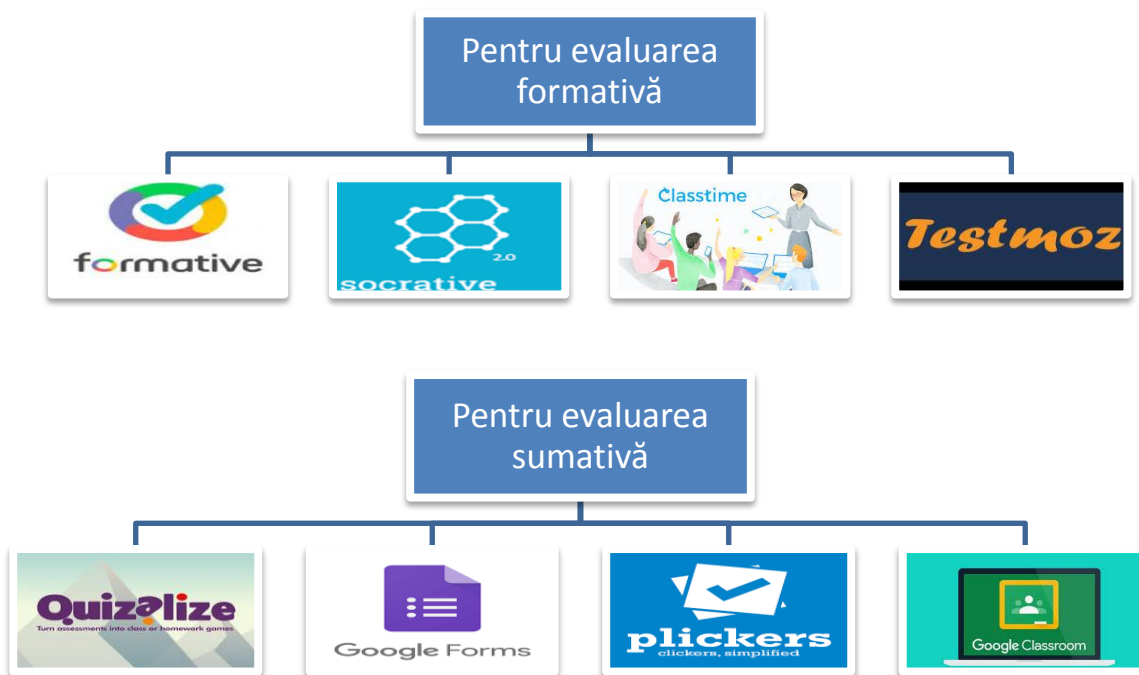 Pentru evaluarea
formativă
formative
2.0
socrative
Classtime
Testmoz
Pentru evaluarea
sumativă
Quizalize
Turn assessments into class or homework games
Google Forms
plickers
clickers, simplified
Google Classroom